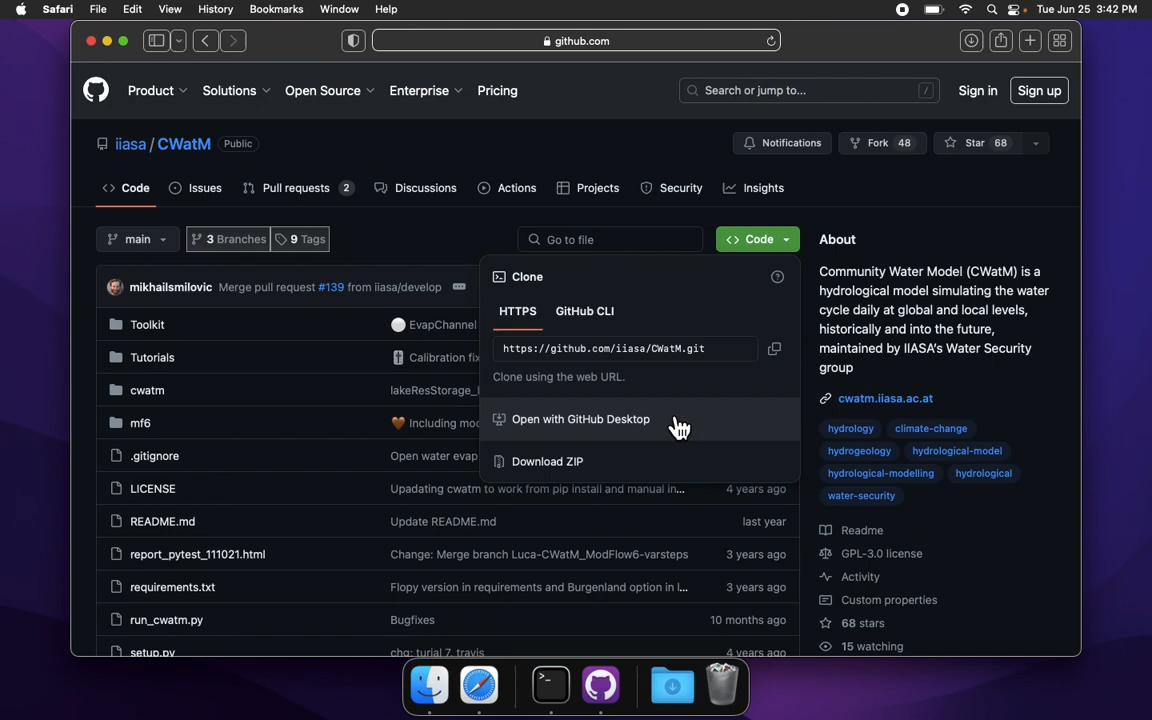 Safari File Edit View History Bookmarks Window Help Tue Jun 25 3:42 PM
github.com
Product Solutions Open Source Enterprise Pricing Search or jump to... / Sign in Sign up
iiasa / CWatM Public Notifications Fork 48 Star 68
Code Issues Pull requests 2 Discussions Actions Projects Security Insights
main 3 Branches 9 Tags Go to file Code
mikhailsmilovic Merge pull request #139 from iiasa/develop
Toolkit EvapChannel
Tutorials Calibration fix
cwatm lakeResStorage_
mf6 Including mod
.gitignore Open water evap
LICENSE Upadating cwatm to work from pip install and manual in... 4 years ago
README.md Update README.md last year
report_pytest_111021.html Change: Merge branch Luca-CWatM_ModFlow6-varsteps 3 years ago
requirements.txt Flopy version in requirements and Burgenland option in l... 3 years ago
run_cwatm.py Bugfixes 10 months ago
setup.py chg: turial 7, travis 4 years ago
Clone
HTTPS GitHub CLI
https://github.com/iiasa/CWatM.git
Clone using the web URL.
Open with GitHub Desktop
Download ZIP
About
Community Water Model (CWatM) is a
hydrological model simulating the water
cycle daily at global and local levels,
historically and into the future,
maintained by IIASA's Water Security
group
cwatm.iiasa.ac.at
hydrology climate-change
hydrogeology hydrological-model
hydrological-modelling hydrological
water-security
Readme
GPL-3.0 license
Activity
Custom properties
68 stars
15 watching